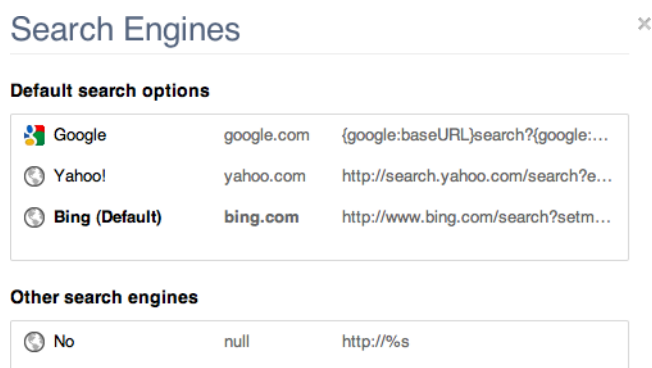 Search Engines ×
Default search options
Google google.com {google:baseURL}search?{google:...
Yahoo! yahoo.com http://search.yahoo.com/search?e...
Bing (Default) bing.com http://www.bing.com/search?setm...
Other search engines
No null http://%s